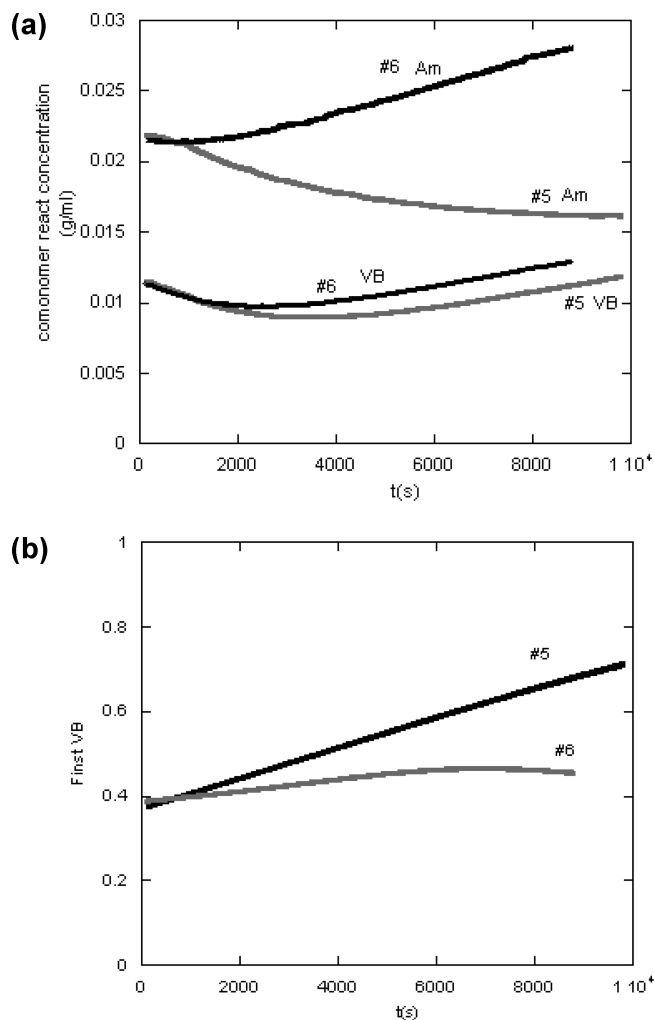 (a)
0.03
0.025
0.02
0.015
0.01
0.005
0
comonomer react concentration
(g/ml)
#6 Am
#5 Am
#6 VB
#5 VB
0 2000 4000 6000 8000 1 10⁴
t(s)
(b)
1
0.8
0.6
0.4
0.2
0
Finst VB
#5
#6
0 2000 4000 6000 8000 1 10⁴
t(s)